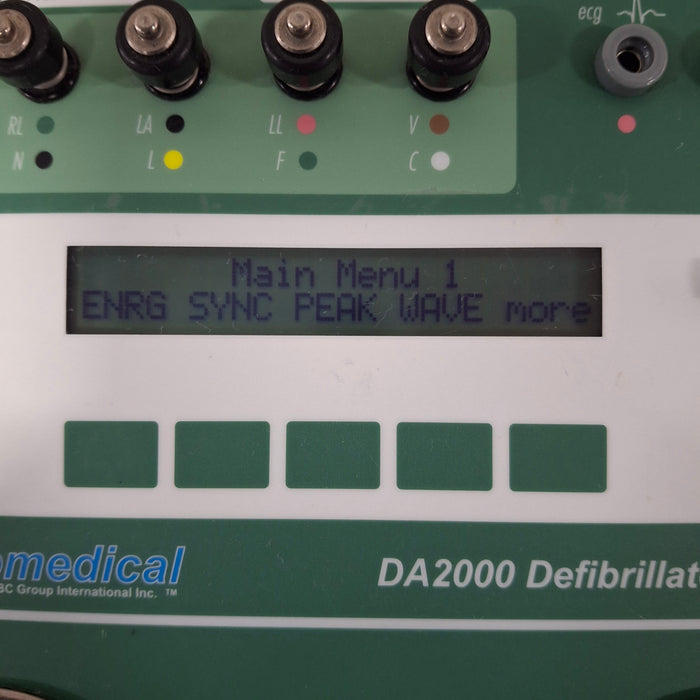 ecg
RL LA LL V
N L F C
Main Menu 1
ENRG SYNC PEAK WAVE more
omedical
BC Group International Inc. ™
DA2000 Defibrillat